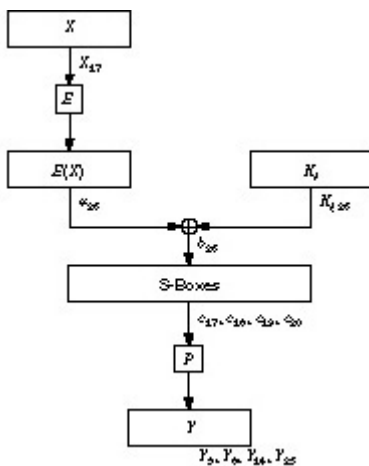 X
X17
E
E(X) Ki
a26 Ki,26
b26
S-Boxes
c17, c18, c19, c20
P
Y
Y3, Y8, Y14, Y25